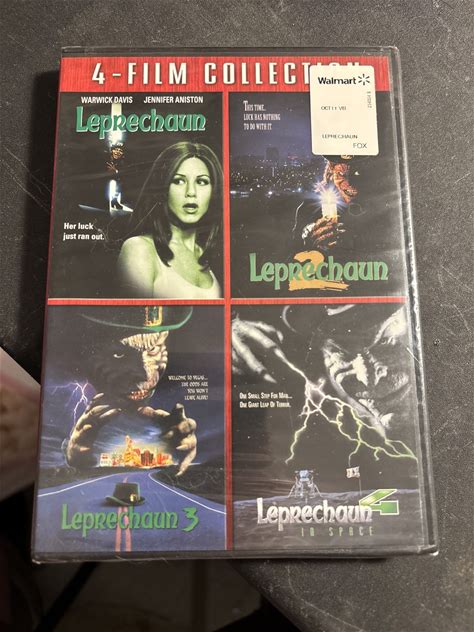 4-FILM COLLECTION
Walmart
OCT11 VB
LEPRECHAUN
FOX
WARWICK DAVIS JENNIFER ANISTON
Leprechaun
Her luck
just ran out.
THIS TIME,
LUCK HAS NOTHING
TO DO WITH IT.
Leprechaun
2
WELCOME TO VEGAS...
THE ODDS ARE
YOU WON'T
LEAVE ALIVE!
Leprechaun 3
ONE SMALL STEP FOR MAN...
ONE GIANT LEAP OF TERROR.
Leprechaun 4
IN SPACE